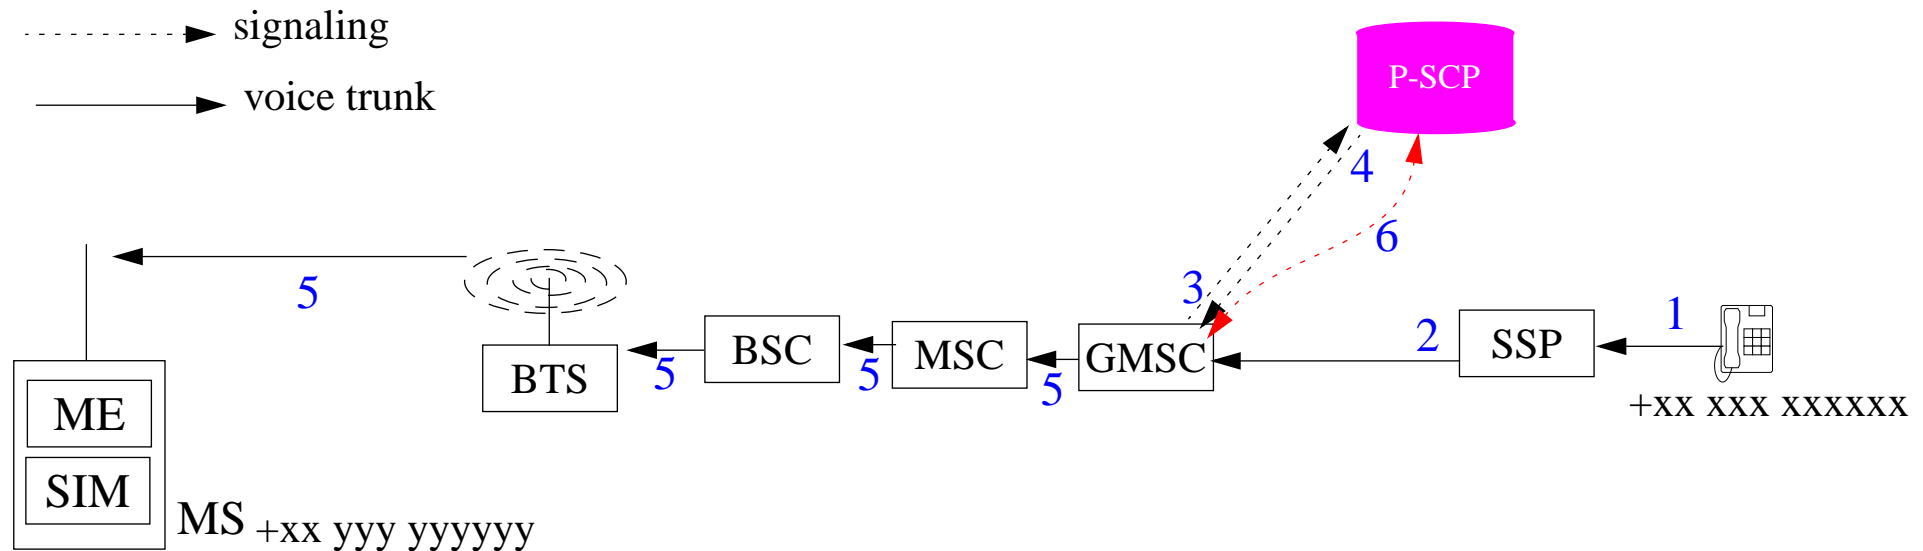 signaling
voice trunk
P-SCP
4
6
3
5
2
1
SSP
BSC
MSC
GMSC
BTS
5
5
5
+xx xxx xxxxxx
ME
SIM
MS +xx yyy yyyyyy